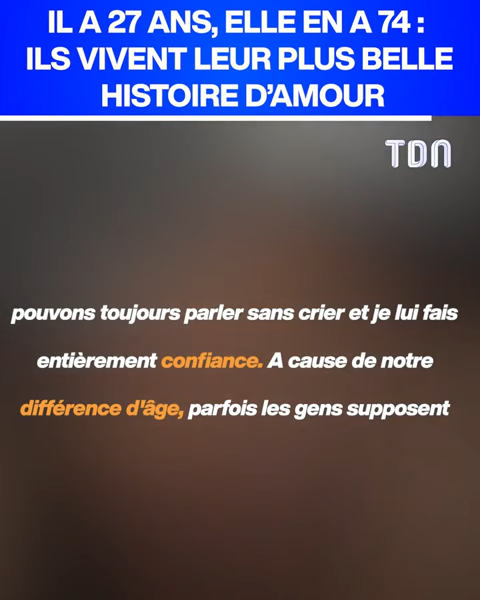 IL A 27 ANS, ELLE EN A 74 :
ILS VIVENT LEUR PLUS BELLE
HISTOIRE D'AMOUR
TDN
pouvons toujours parler sans crier et je lui fais
entièrement confiance. A cause de notre
différence d'âge, parfois les gens supposent